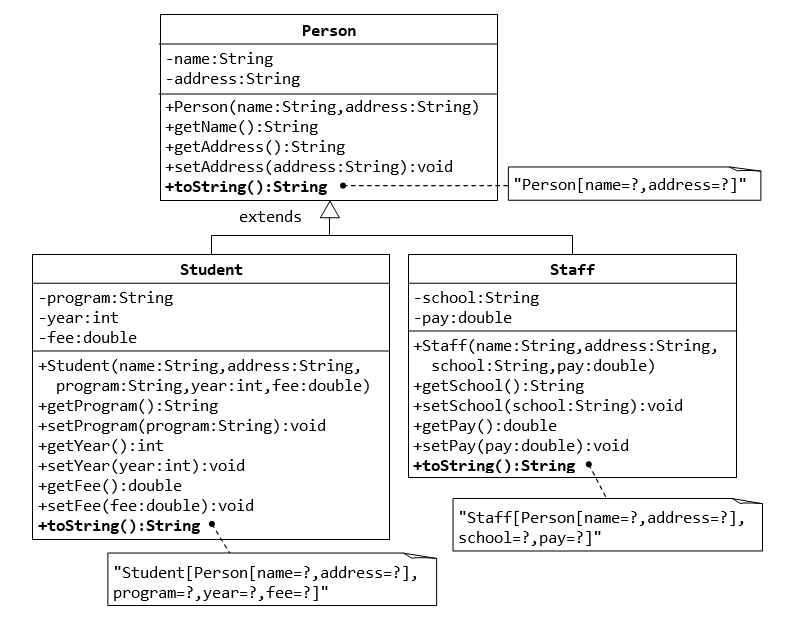 Person
-name:String
-address:String
+Person(name:String,address:String)
+getName():String
+getAddress():String
+setAddress(address:String):void
+toString():String
"Person[name=?,address=?]"
extends
Student
-program:String
-year:int
-fee:double
+Student(name:String,address:String,
program:String,year:int,fee:double)
+getProgram():String
+setProgram(program:String):void
+getYear():int
+setYear(year:int):void
+getFee():double
+setFee(fee:double):void
+toString():String
"Student[Person[name=?,address=?],
program=?,year=?,fee=?]"
Staff
-school:String
-pay:double
+Staff(name:String,address:String,
school:String,pay:double)
+getSchool():String
+setSchool(school:String):void
+getPay():double
+setPay(pay:double):void
+toString():String
"Staff[Person[name=?,address=?],
school=?,pay=?]"